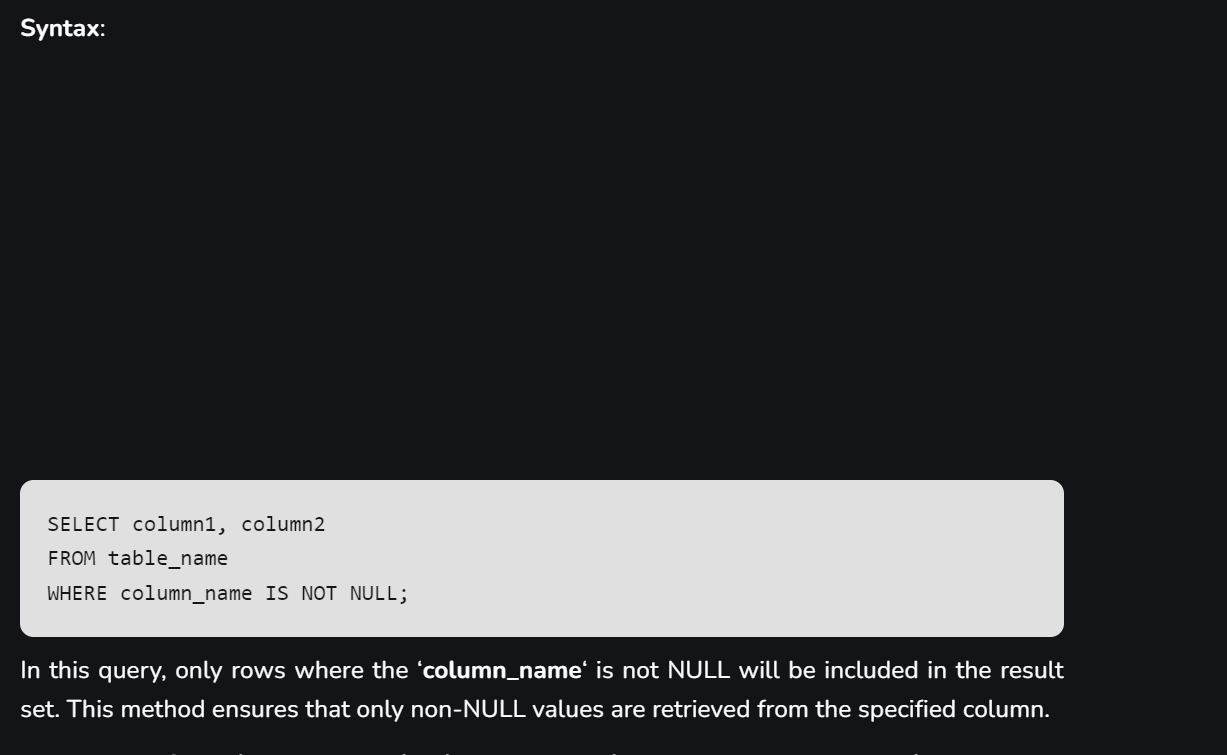 Syntax:
SELECT column1, column2
FROM table_name
WHERE column_name IS NOT NULL;
In this query, only rows where the ‘column_name‘ is not NULL will be included in the result
set. This method ensures that only non-NULL values are retrieved from the specified column.